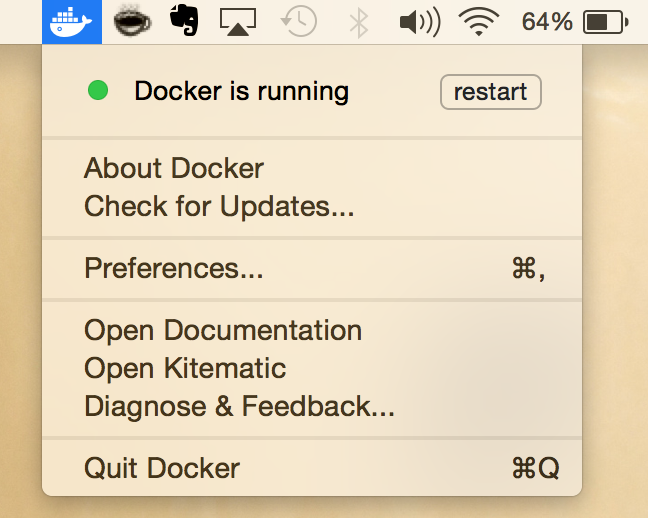 64%
Docker is running restart
About Docker
Check for Updates...
Preferences... ⌘,
Open Documentation
Open Kitematic
Diagnose & Feedback...
Quit Docker ⌘Q